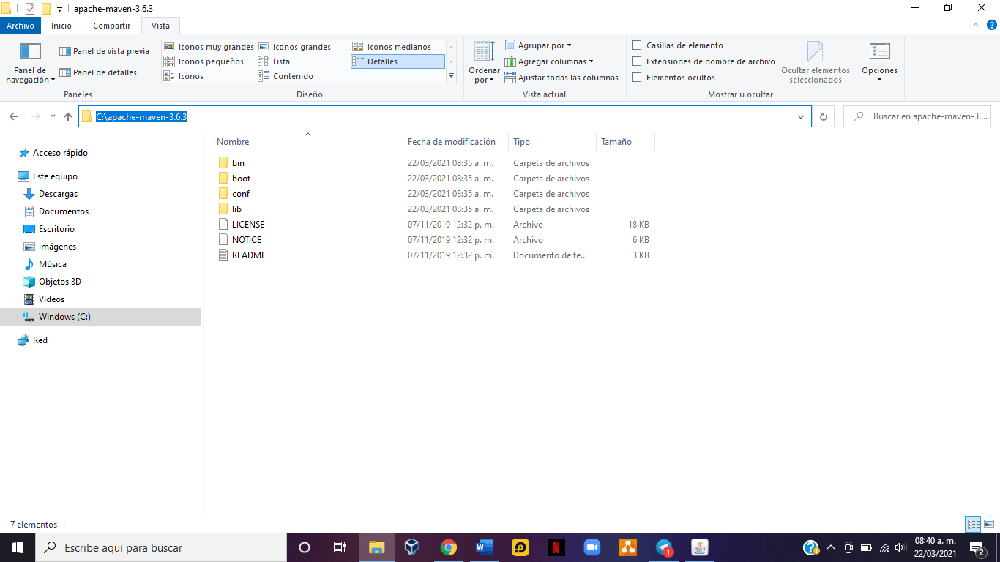 apache-maven-3.6.3
Archivo Inicio Compartir Vista
Panel de navegación
Panel de vista previa
Panel de detalles
Paneles
Iconos muy grandes Iconos grandes Iconos medianos
Iconos pequeños Lista Detalles
Iconos Contenido
Diseño
Ordenar por
Agrupar por
Agregar columnas
Ajustar todas las columnas
Vista actual
Casillas de elemento
Extensiones de nombre de archivo
Elementos ocultos
Ocultar elementos
seleccionados
Mostrar u ocultar
Opciones
C:\apache-maven-3.6.3
Buscar en apache-maven-3....
Acceso rápido
Este equipo
Descargas
Documentos
Escritorio
Imágenes
Música
Objetos 3D
Videos
Windows (C:)
Red
Nombre Fecha de modificación Tipo Tamaño
bin 22/03/2021 08:35 a. m. Carpeta de archivos
boot 22/03/2021 08:35 a. m. Carpeta de archivos
conf 22/03/2021 08:35 a. m. Carpeta de archivos
lib 22/03/2021 08:35 a. m. Carpeta de archivos
LICENSE 07/11/2019 12:32 p. m. Archivo 18 KB
NOTICE 07/11/2019 12:32 p. m. Archivo 6 KB
README 07/11/2019 12:32 p. m. Documento de te... 3 KB
7 elementos
Escribe aquí para buscar
1
08:40 a. m.
22/03/2021
2